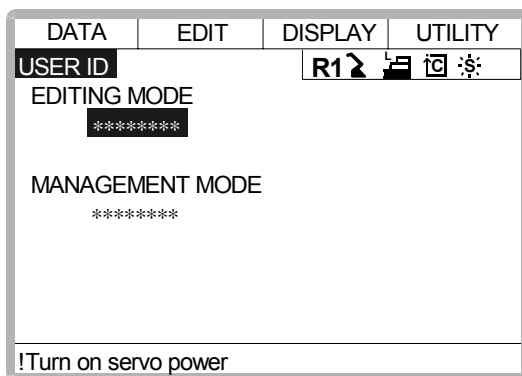 DATA EDIT DISPLAY UTILITY
USER ID R1 C S
EDITING MODE
********
MANAGEMENT MODE
********
!Turn on servo power